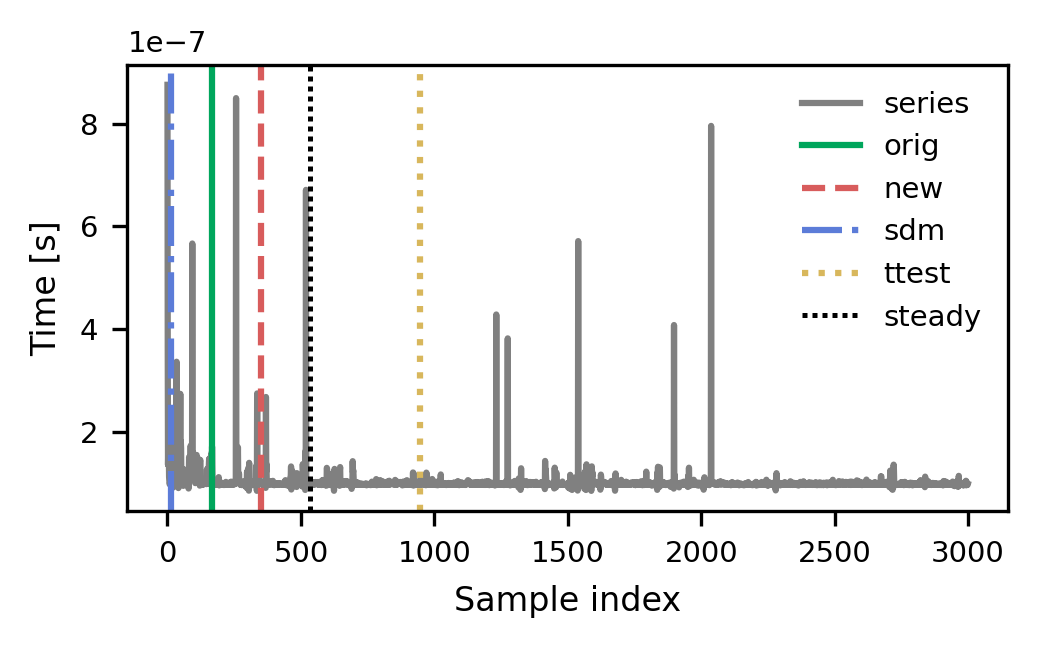 1e−7
Time [s]
8
6
4
2
series
orig
new
sdm
ttest
steady
0 500 1000 1500 2000 2500 3000
Sample index